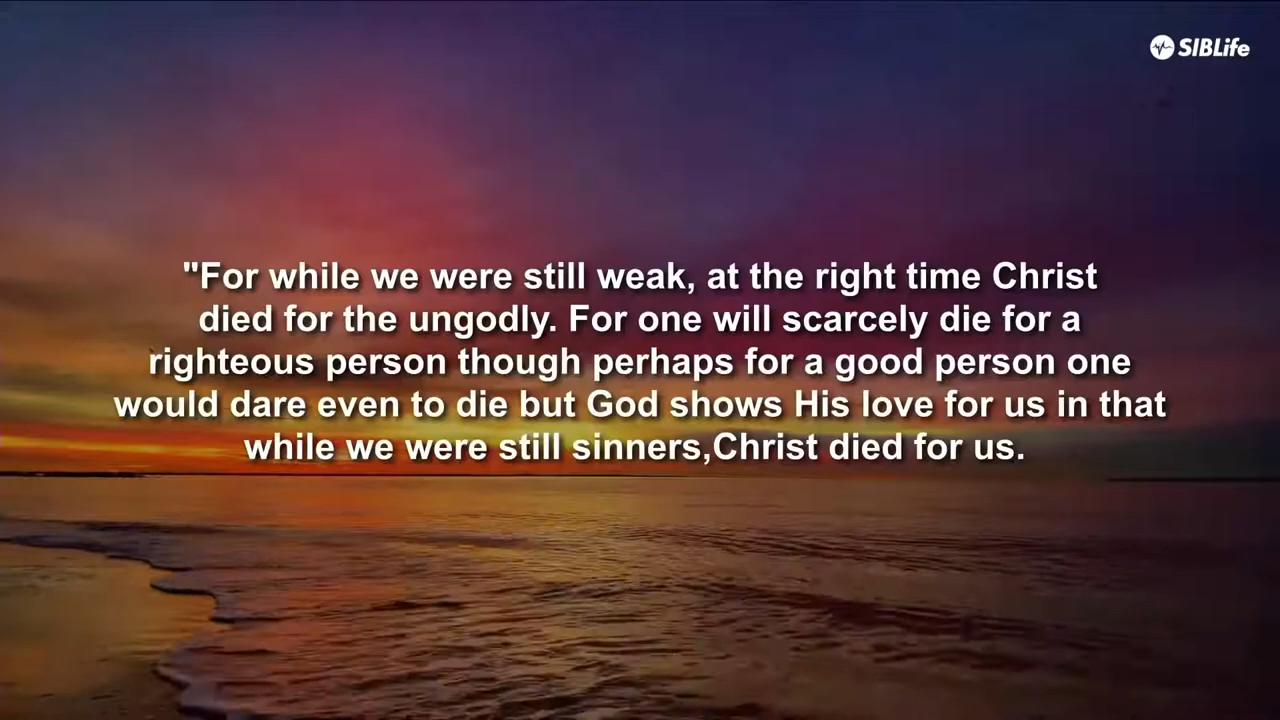 SIBLife
"For while we were still weak, at the right time Christ
died for the ungodly. For one will scarcely die for a
righteous person though perhaps for a good person one
would dare even to die but God shows His love for us in that
while we were still sinners,Christ died for us.